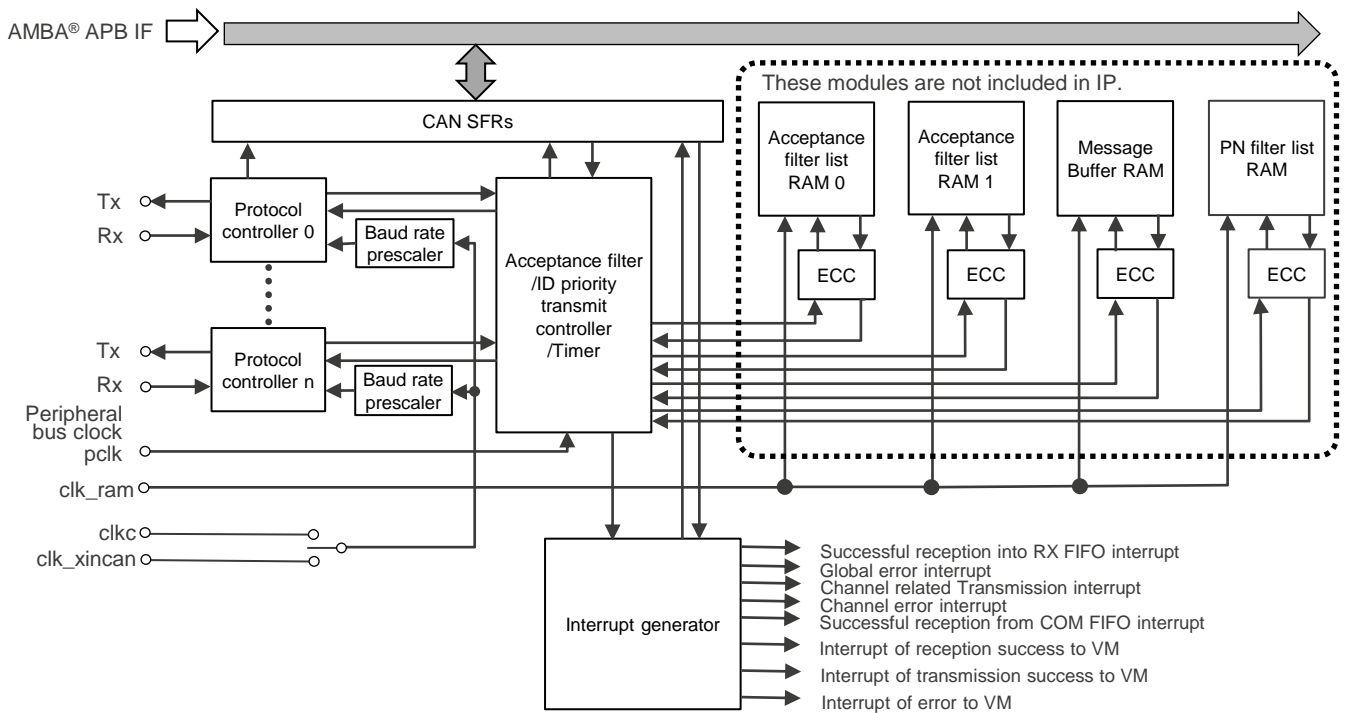 AMBA® APB IF
These modules are not included in IP.
CAN SFRs
Acceptance
filter list
RAM 0
Acceptance
filter list
RAM 1
Message
Buffer RAM
PN filter list
RAM
Tx
Rx
Protocol
controller 0
Baud rate
prescaler
Acceptance filter
/ID priority
transmit
controller
/Timer
ECC
ECC
ECC
ECC
Tx
Rx
Protocol
controller n
Baud rate
prescaler
Peripheral
bus clock
pclk
clk_ram
clkc
clk_xincan
Interrupt generator
Successful reception into RX FIFO interrupt
Global error interrupt
Channel related Transmission interrupt
Channel error interrupt
Successful reception from COM FIFO interrupt
Interrupt of reception success to VM
Interrupt of transmission success to VM
Interrupt of error to VM